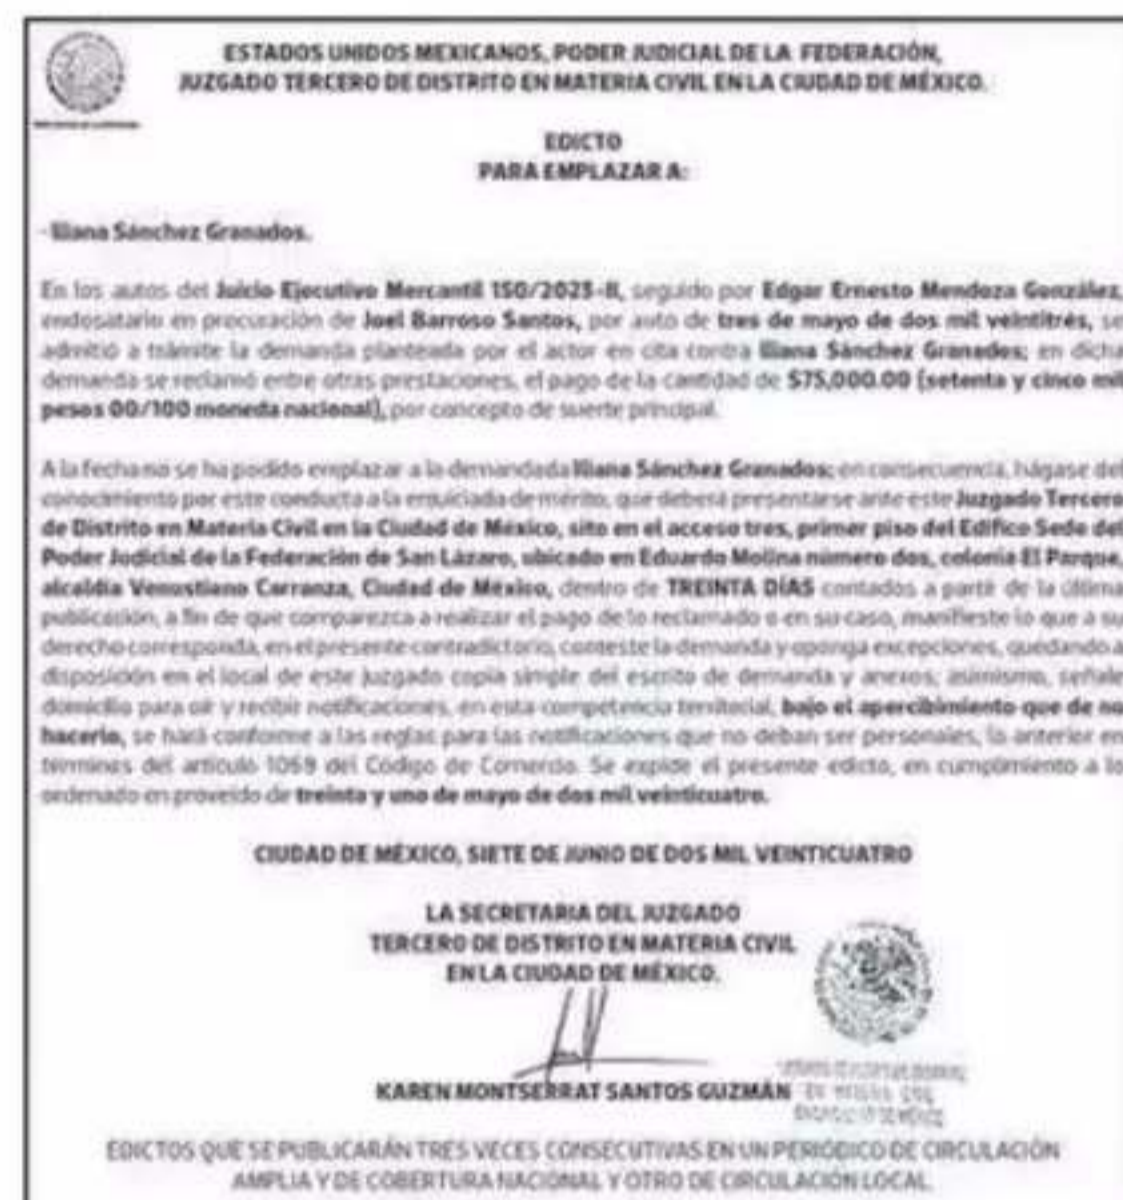 ESTADOS UNIDOS MEXICANOS, PODER JUDICIAL DE LA FEDERACIÓN,
JUZGADO TERCERO DE DISTRITO EN MATERIA CIVIL EN LA CIUDAD DE MÉXICO.
EDICTO
PARA EMPLAZAR A:
- Iliana Sánchez Granados.
En los autos del Juicio Ejecutivo Mercantil 150/2023-II, seguido por Edgar Ernesto Mendoza González,
endosatario en procuración de Joel Barroso Santos, por auto de tres de mayo de dos mil veintitrés, se
admitió a trámite la demanda planteada por el actor en cita contra Iliana Sánchez Granados; en dicha
demanda se reclamó entre otras prestaciones, el pago de la cantidad de $75,000.00 (setenta y cinco mil
pesos 00/100 moneda nacional), por concepto de suerte principal.
A la fecha no se ha podido emplazar a la demandada Iliana Sánchez Granados; en consecuencia, hágase del
conocimiento por este conducto a la enjuiciada de mérito, que deberá presentarse ante este Juzgado Tercero
de Distrito en Materia Civil en la Ciudad de México, sito en el acceso tres, primer piso del Edifico Sede del
Poder Judicial de la Federación de San Lázaro, ubicado en Eduardo Molina número dos, colonia El Parque,
alcaldía Venustiano Carranza, Ciudad de México, dentro de TREINTA DÍAS contados a partir de la última
publicación, a fin de que comparezca a realizar el pago de lo reclamado o en su caso, manifieste lo que a su
derecho corresponda, en el presente contradictorio, conteste la demanda y oponga excepciones, quedando a
disposición en el local de este juzgado copia simple del escrito de demanda y anexos; asimismo, señale
domicilio para oír y recibir notificaciones, en esta competencia territorial, bajo el apercibimiento que de no
hacerlo, se hará conforme a las reglas para las notificaciones que no deban ser personales, lo anterior en
términos del artículo 1069 del Código de Comercio. Se expide el presente edicto, en cumplimiento a lo
ordenado en proveído de treinta y uno de mayo de dos mil veinticuatro.
CIUDAD DE MÉXICO, SIETE DE JUNIO DE DOS MIL VEINTICUATRO
LA SECRETARIA DEL JUZGADO
TERCERO DE DISTRITO EN MATERIA CIVIL
EN LA CIUDAD DE MÉXICO.
KAREN MONTSERRAT SANTOS GUZMÁN
EDICTOS QUE SE PUBLICARÁN TRES VECES CONSECUTIVAS EN UN PERIÓDICO DE CIRCULACIÓN
AMPLIA Y DE COBERTURA NACIONAL Y OTRO DE CIRCULACIÓN LOCAL.